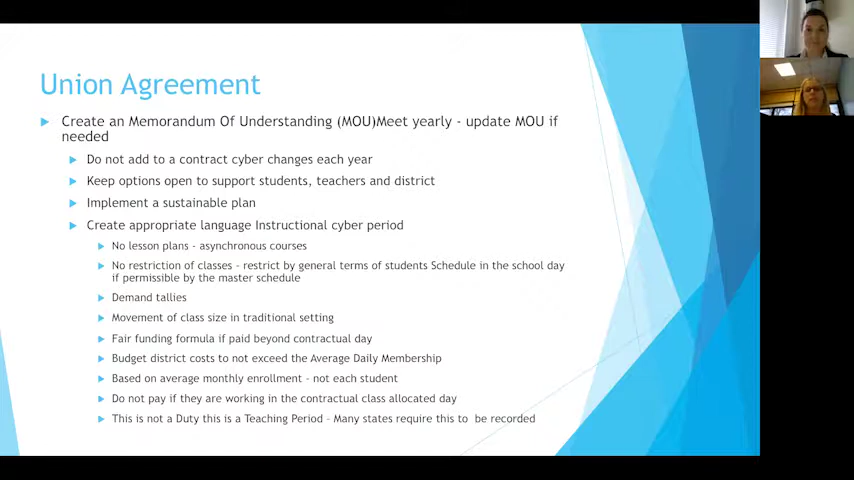 Union Agreement
Create an Memorandum Of Understanding (MOU)Meet yearly - update MOU if
needed
Do not add to a contract cyber changes each year
Keep options open to support students, teachers and district
Implement a sustainable plan
Create appropriate language Instructional cyber period
No lesson plans - asynchronous courses
No restriction of classes - restrict by general terms of students Schedule in the school day
if permissible by the master schedule
Demand tallies
Movement of class size in traditional setting
Fair funding formula if paid beyond contractual day
Budget district costs to not exceed the Average Daily Membership
Based on average monthly enrollment - not each student
Do not pay if they are working in the contractual class allocated day
This is not a Duty this is a Teaching Period - Many states require this to be recorded